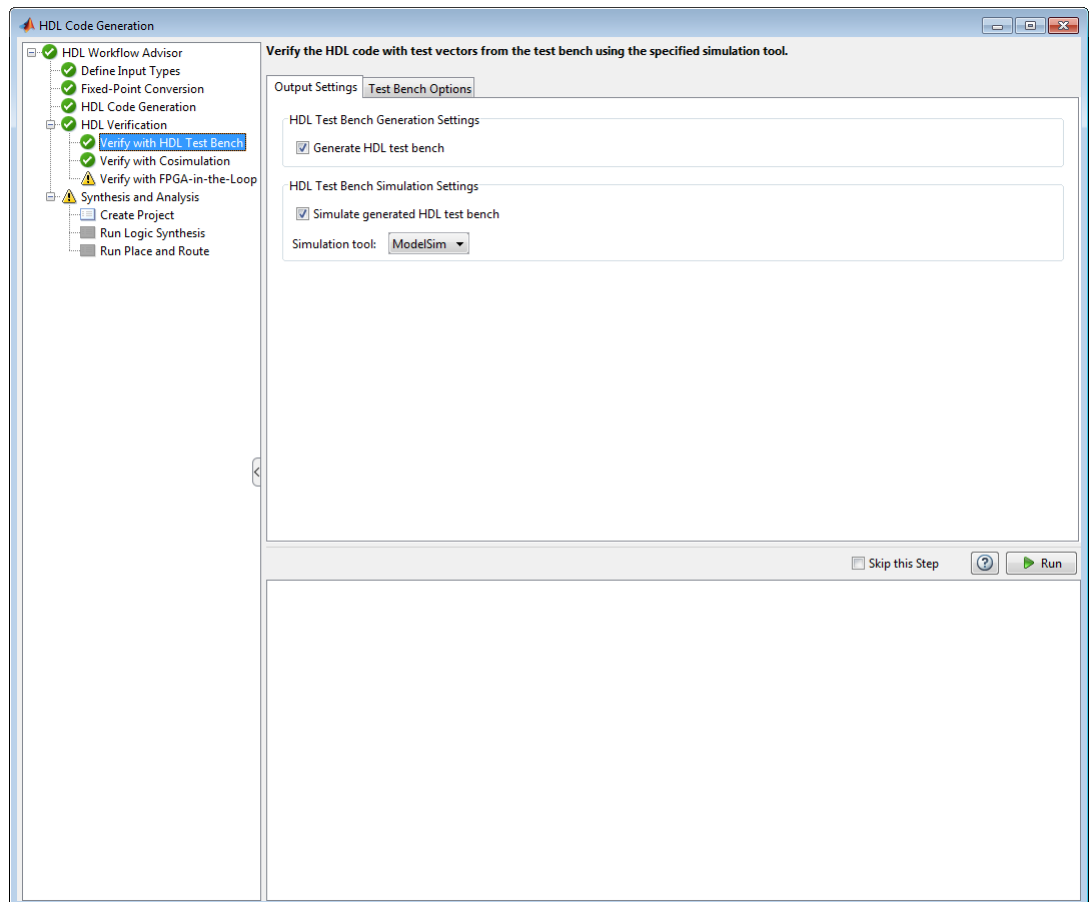 HDL Code Generation
HDL Workflow Advisor
Define Input Types
Fixed-Point Conversion
HDL Code Generation
HDL Verification
Verify with HDL Test Bench
Verify with Cosimulation
Verify with FPGA-in-the-Loop
Synthesis and Analysis
Create Project
Run Logic Synthesis
Run Place and Route
Verify the HDL code with test vectors from the test bench using the specified simulation tool.
Output Settings Test Bench Options
HDL Test Bench Generation Settings
Generate HDL test bench
HDL Test Bench Simulation Settings
Simulate generated HDL test bench
Simulation tool: ModelSim
Skip this Step ? Run